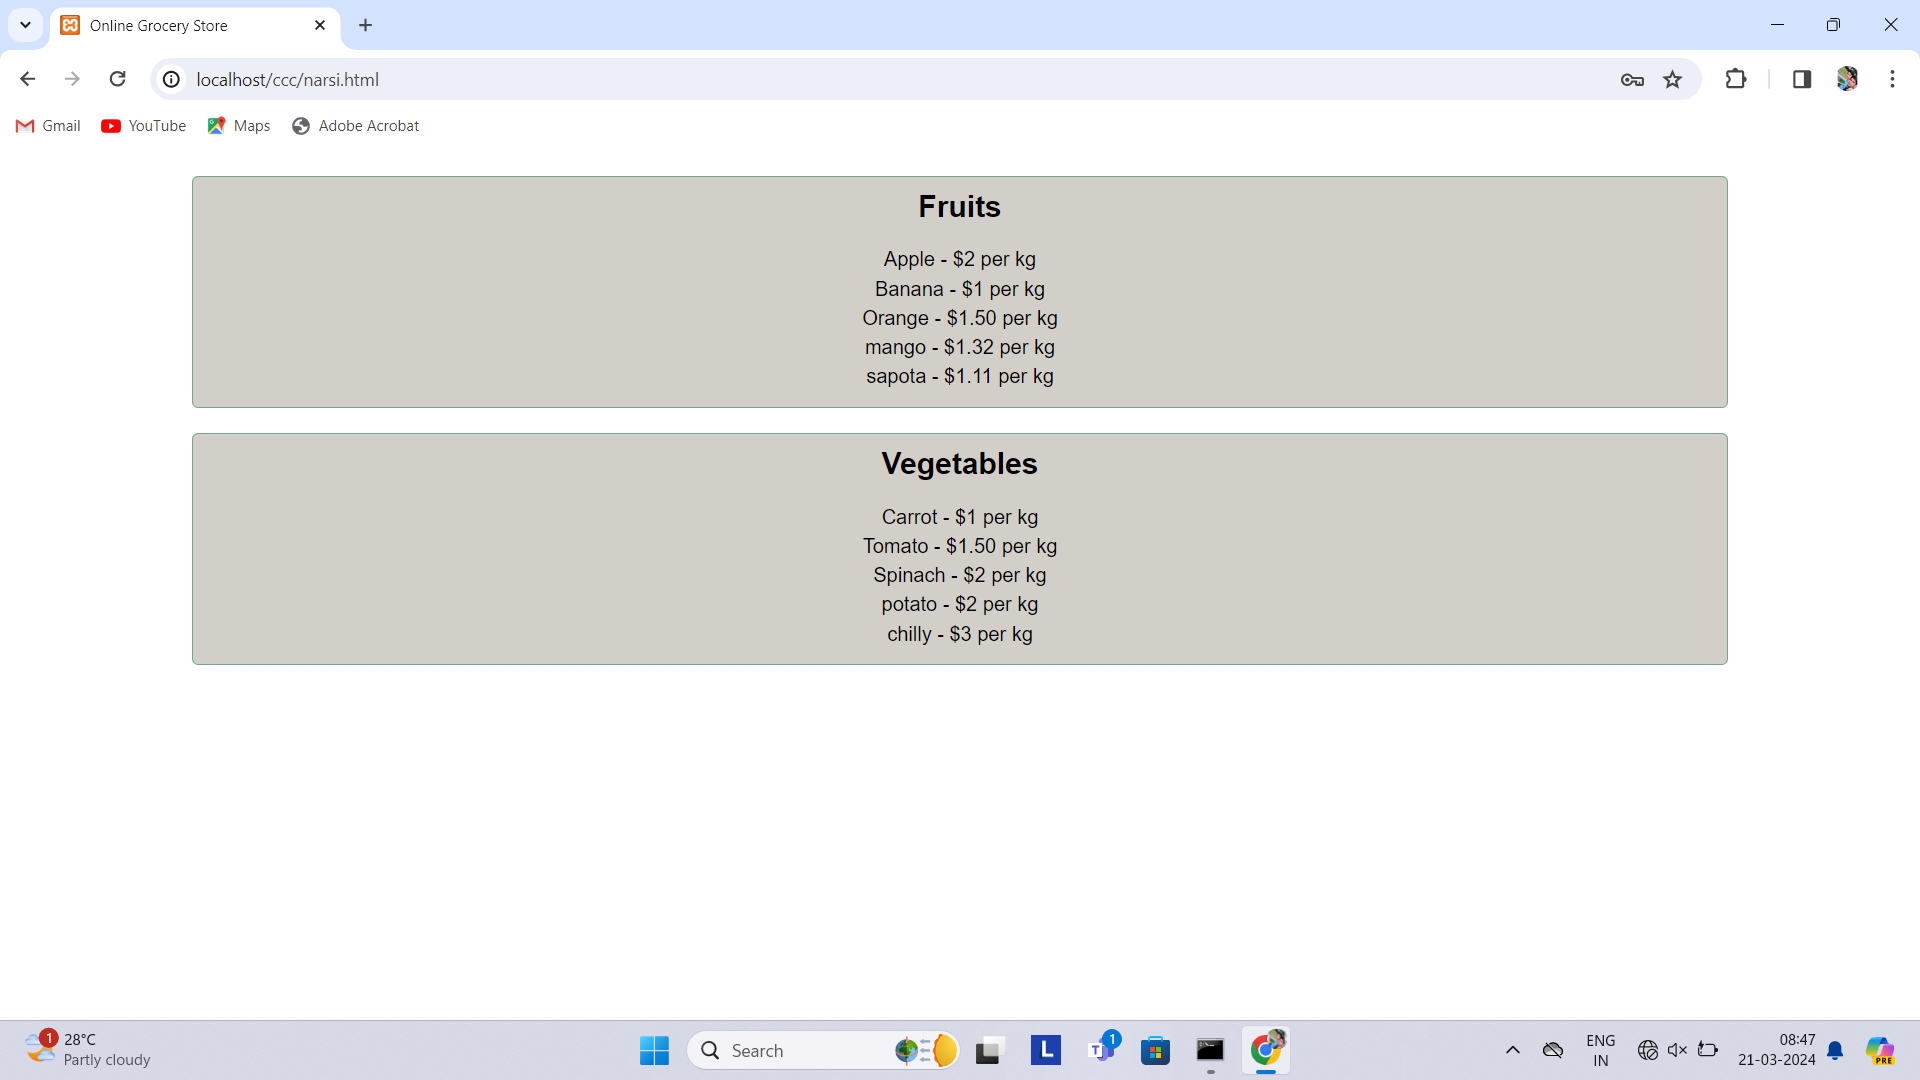 Online Grocery Store
localhost/ccc/narsi.html
Gmail YouTube Maps Adobe Acrobat
Fruits
Apple - $2 per kg
Banana - $1 per kg
Orange - $1.50 per kg
mango - $1.32 per kg
sapota - $1.11 per kg
Vegetables
Carrot - $1 per kg
Tomato - $1.50 per kg
Spinach - $2 per kg
potato - $2 per kg
chilly - $3 per kg
1
28°C
Partly cloudy
Search
L
T
1
ENG
IN
08:47
21-03-2024
PRE